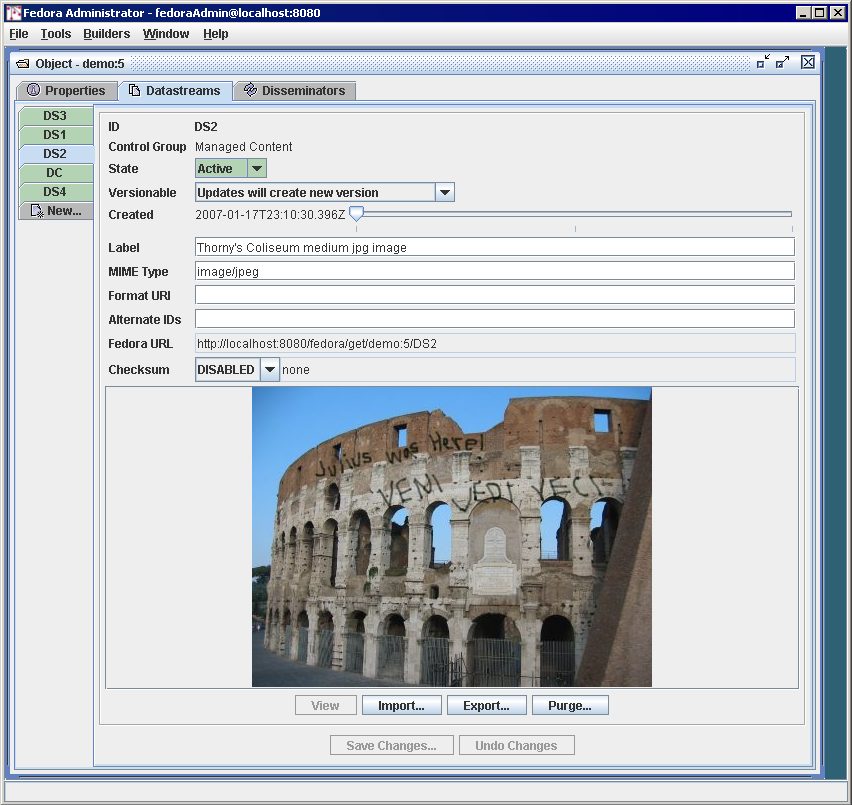 Fedora Administrator - fedoraAdmin@localhost:8080
File Tools Builders Window Help
Object - demo:5
Properties Datastreams Disseminators
DS3
DS1
DS2
DC
DS4
New...
ID DS2
Control Group Managed Content
State Active
Versionable Updates will create new version
Created 2007-01-17T23:10:30.396Z
Label Thorny's Coliseum medium jpg image
MIME Type image/jpeg
Format URI
Alternate IDs
Fedora URL http://localhost:8080/fedora/get/demo:5/DS2
Checksum DISABLED none
Julius was Here!
VENI VEDI VECI
View Import... Export... Purge...
Save Changes... Undo Changes